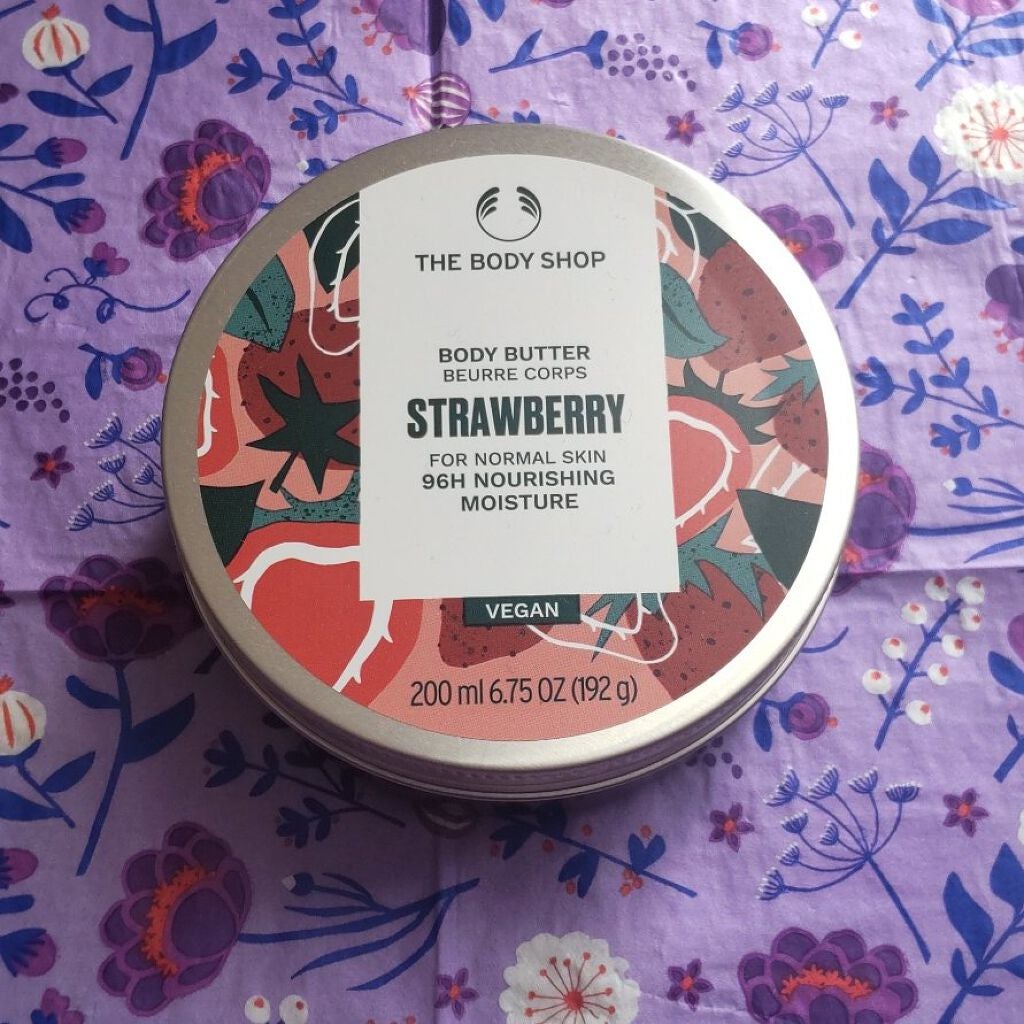 THE BODY SHOP
BODY BUTTER
BEURRE CORPS
STRAWBERRY
FOR NORMAL SKIN
96H NOURISHING
MOISTURE
VEGAN
200 ml 6.75 OZ (192 g)